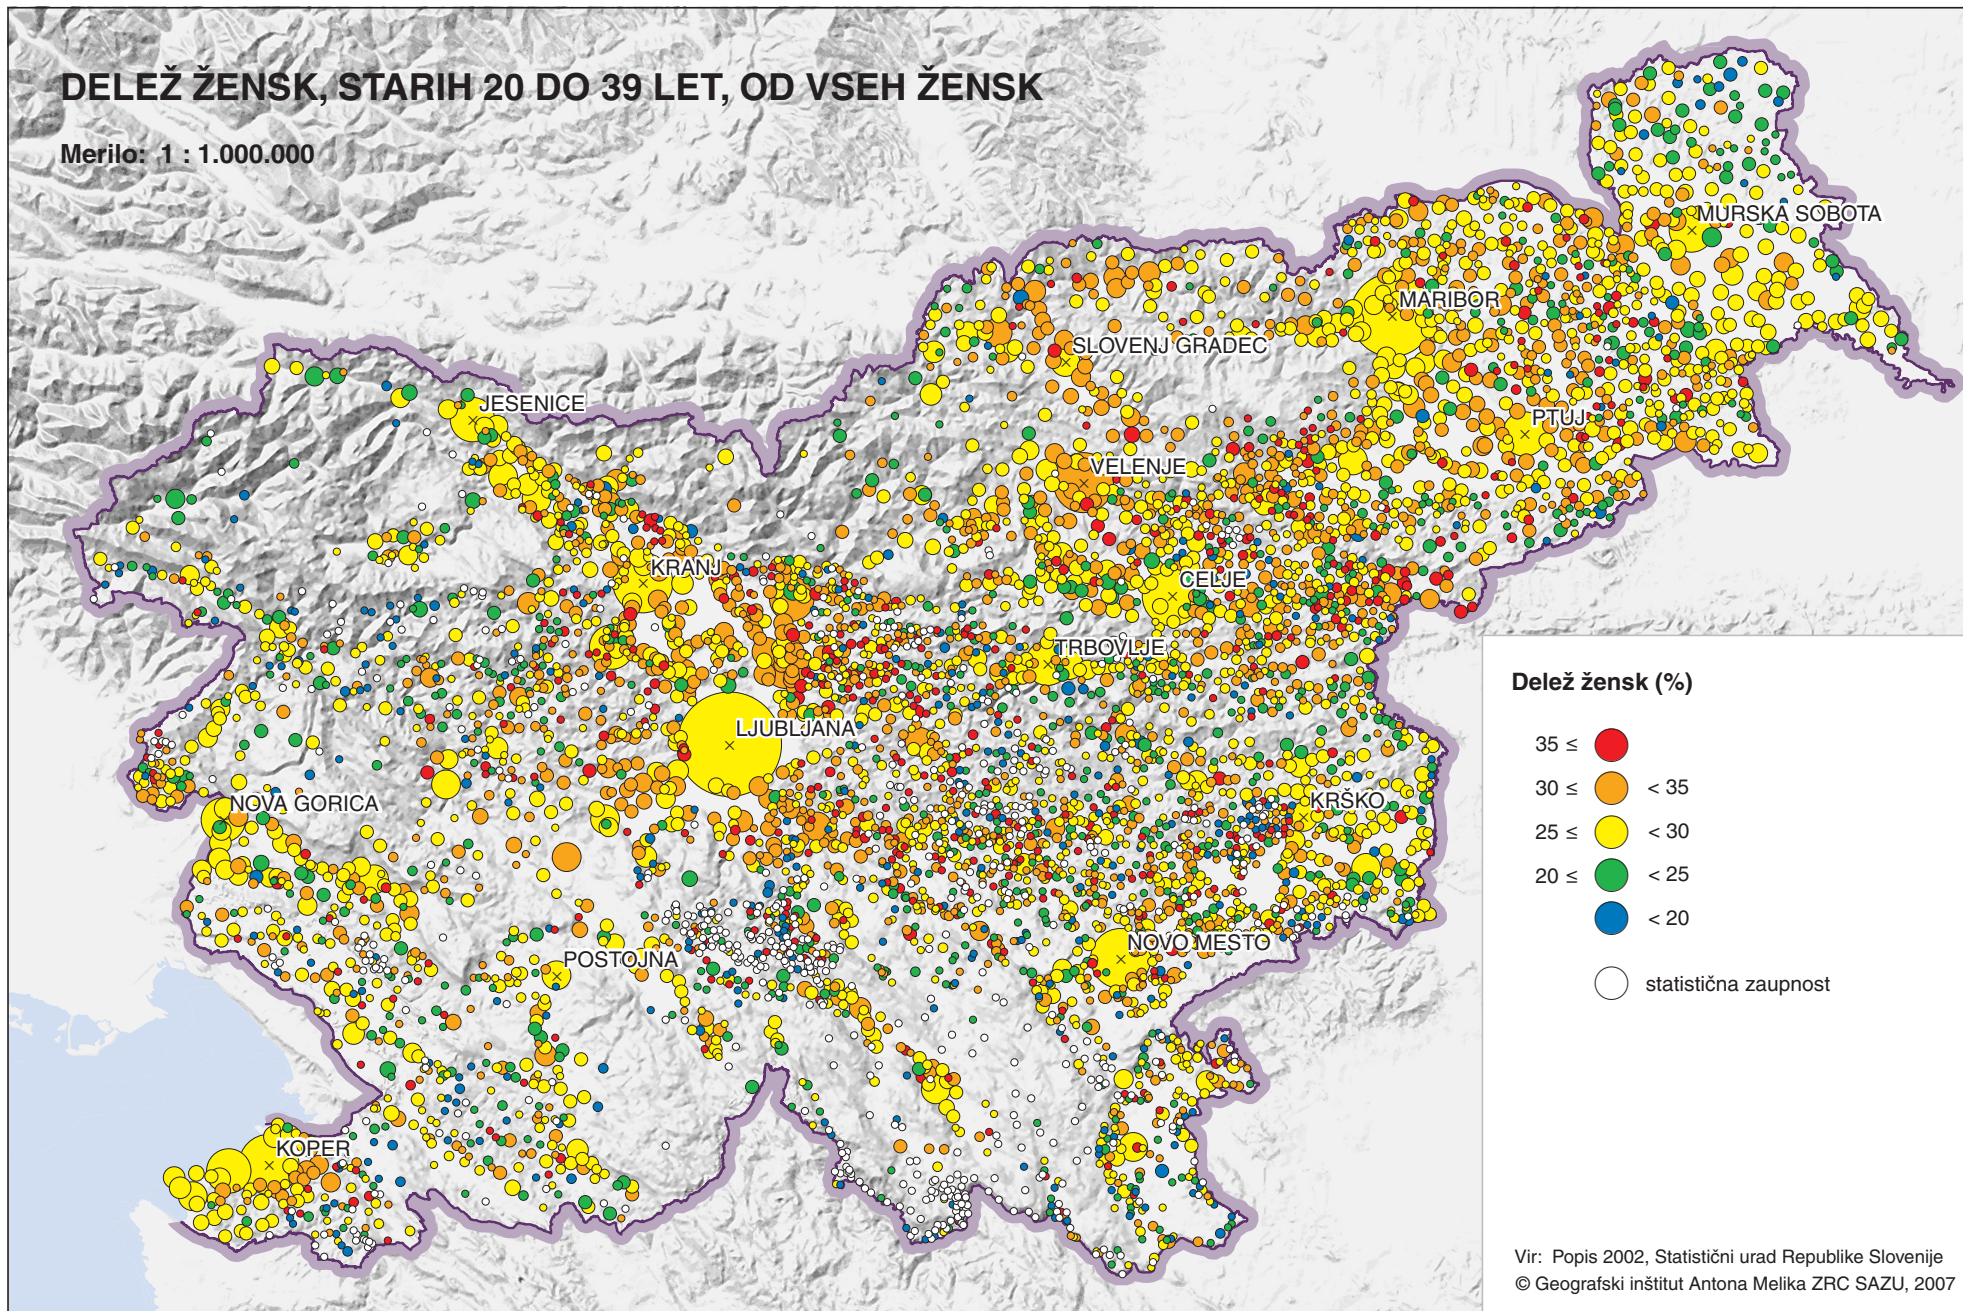 DELEŽ ŽENSK, STARIH 20 DO 39 LET, OD VSEH ŽENSK
Merilo: 1 : 1.000.000
MURSKA SOBOTA
MARIBOR
SLOVENJ GRADEC
JESENICE
PTUJ
VELENJE
KRANJ
CELJE
TRBOVLJE
LJUBLJANA
NOVA GORICA
KRŠKO
NOVO MESTO
POSTOJNA
KOPER
Delež žensk (%)
35 ≤
30 ≤ < 35
25 ≤ < 30
20 ≤ < 25
< 20
statistična zaupnost
Vir: Popis 2002, Statistični urad Republike Slovenije
© Geografski inštitut Antona Melika ZRC SAZU, 2007